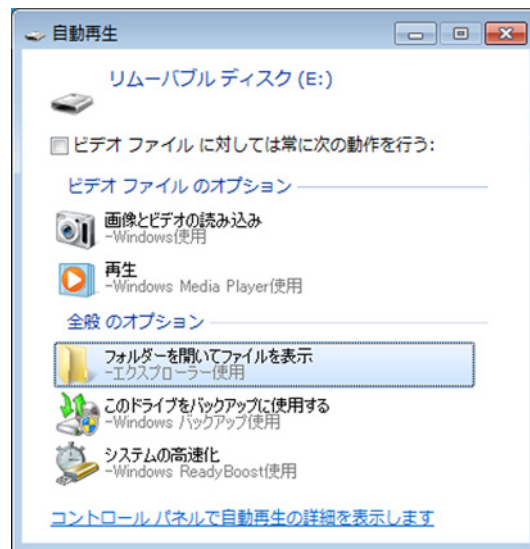 自動再生
リムーバブル ディスク (E:)
ビデオ ファイル に対しては常に次の動作を行う:
ビデオ ファイル のオプション
画像とビデオの読み込み
-Windows使用
再生
-Windows Media Player使用
全般 のオプション
フォルダーを開いてファイルを表示
-エクスプローラー使用
このドライブをバックアップに使用する
-Windows バックアップ使用
システムの高速化
-Windows ReadyBoost使用
コントロール パネルで自動再生の詳細を表示します